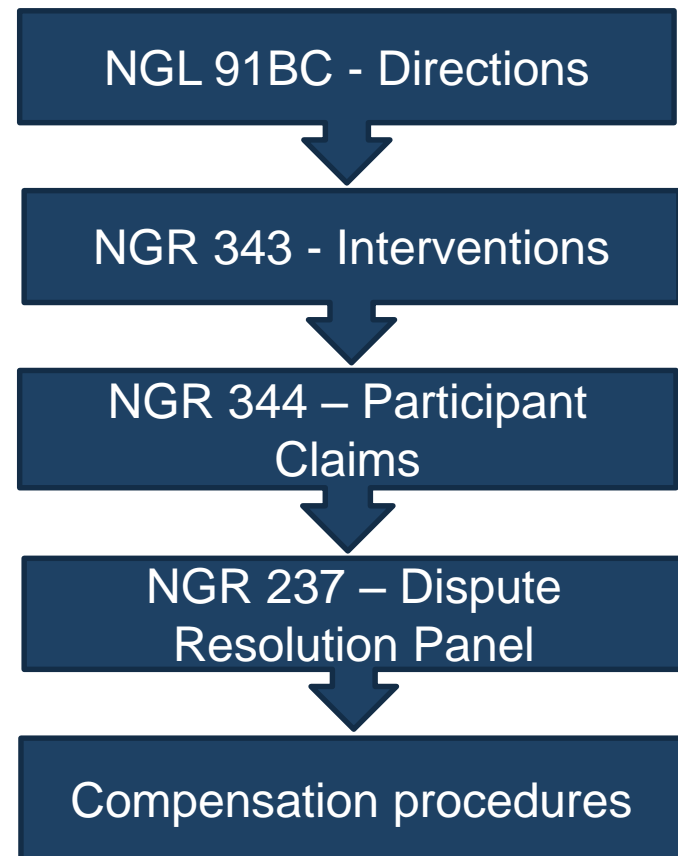 NGL 91BC - Directions
NGR 343 - Interventions
NGR 344 – Participant
Claims
NGR 237 – Dispute
Resolution Panel
Compensation procedures